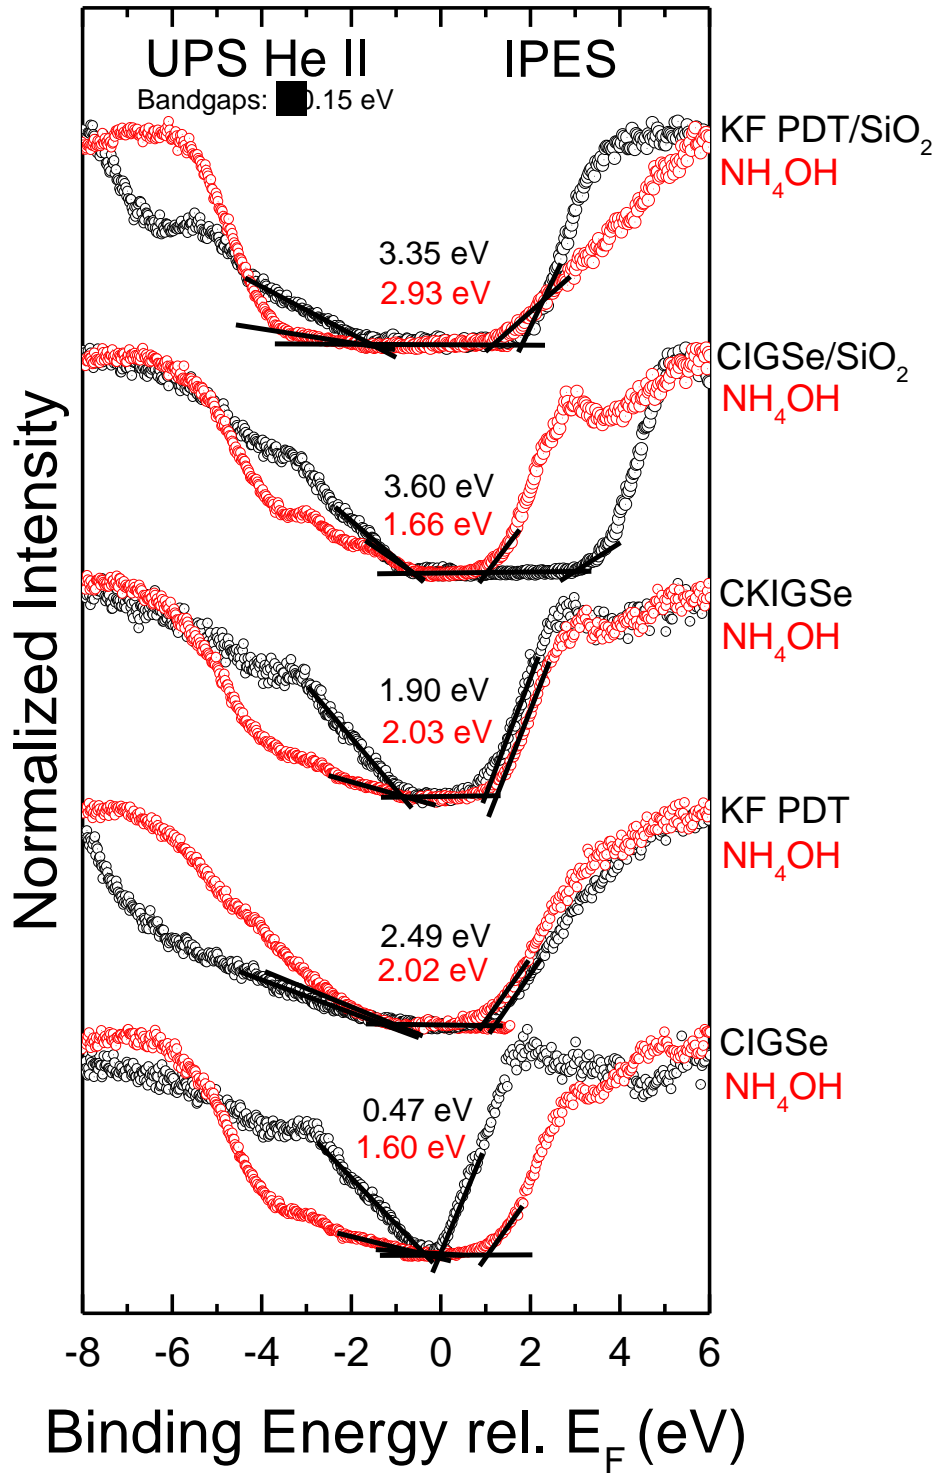 UPS He II IPES
Bandgaps: 0.15 eV
KF PDT/SiO₂
NH₄OH
3.35 eV
2.93 eV
CIGSe/SiO₂
NH₄OH
3.60 eV
1.66 eV
CKIGSe
NH₄OH
1.90 eV
2.03 eV
KF PDT
NH₄OH
2.49 eV
2.02 eV
CIGSe
NH₄OH
0.47 eV
1.60 eV
Normalized Intensity
-8 -6 -4 -2 0 2 4 6
Binding Energy rel. E_F (eV)